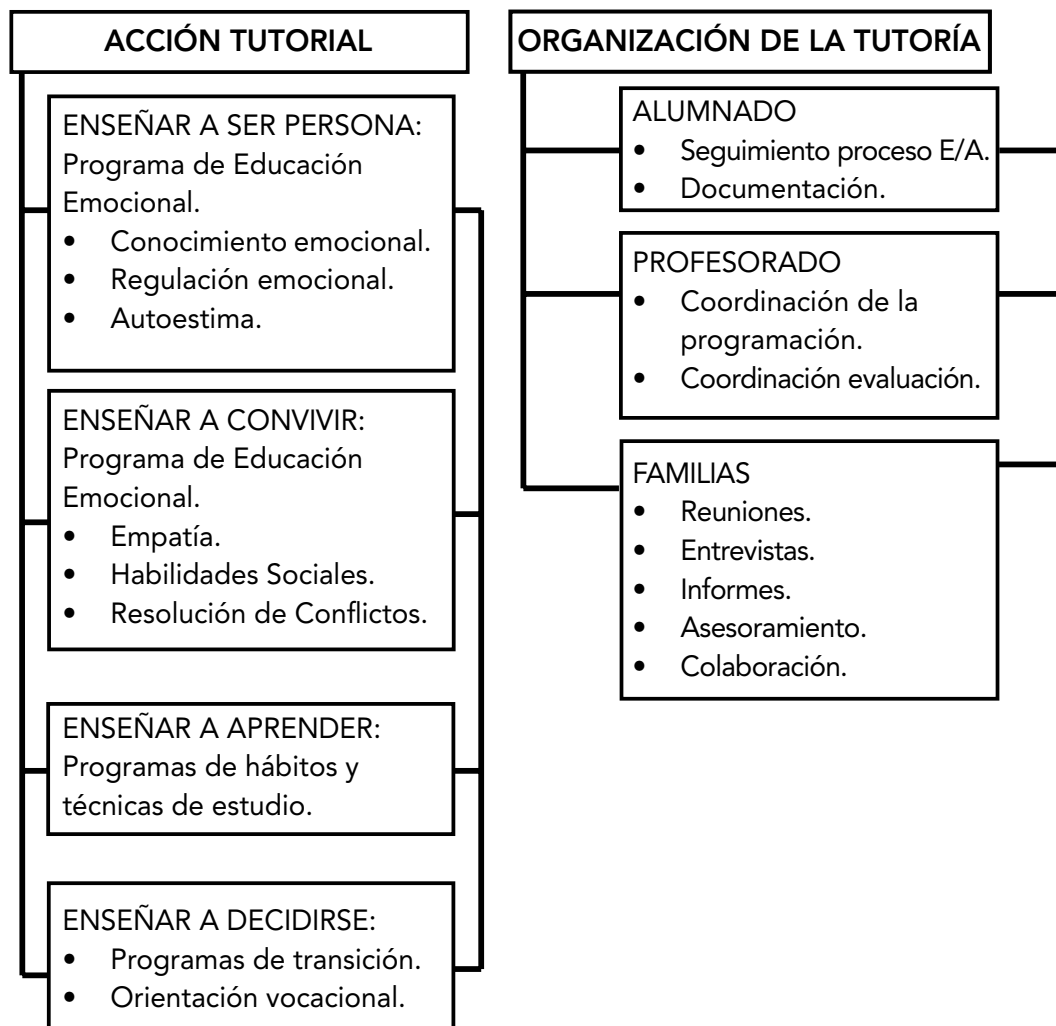 ACCIÓN TUTORIAL
ENSEÑAR A SER PERSONA:
Programa de Educación
Emocional.
• Conocimiento emocional.
• Regulación emocional.
• Autoestima.
ENSEÑAR A CONVIVIR:
Programa de Educación
Emocional.
• Empatía.
• Habilidades Sociales.
• Resolución de Conflictos.
ENSEÑAR A APRENDER:
Programas de hábitos y
técnicas de estudio.
ENSEÑAR A DECIDIRSE:
• Programas de transición.
• Orientación vocacional.
ORGANIZACIÓN DE LA TUTORÍA
ALUMNADO
• Seguimiento proceso E/A.
• Documentación.
PROFESORADO
• Coordinación de la
programación.
• Coordinación evaluación.
FAMILIAS
• Reuniones.
• Entrevistas.
• Informes.
• Asesoramiento.
• Colaboración.